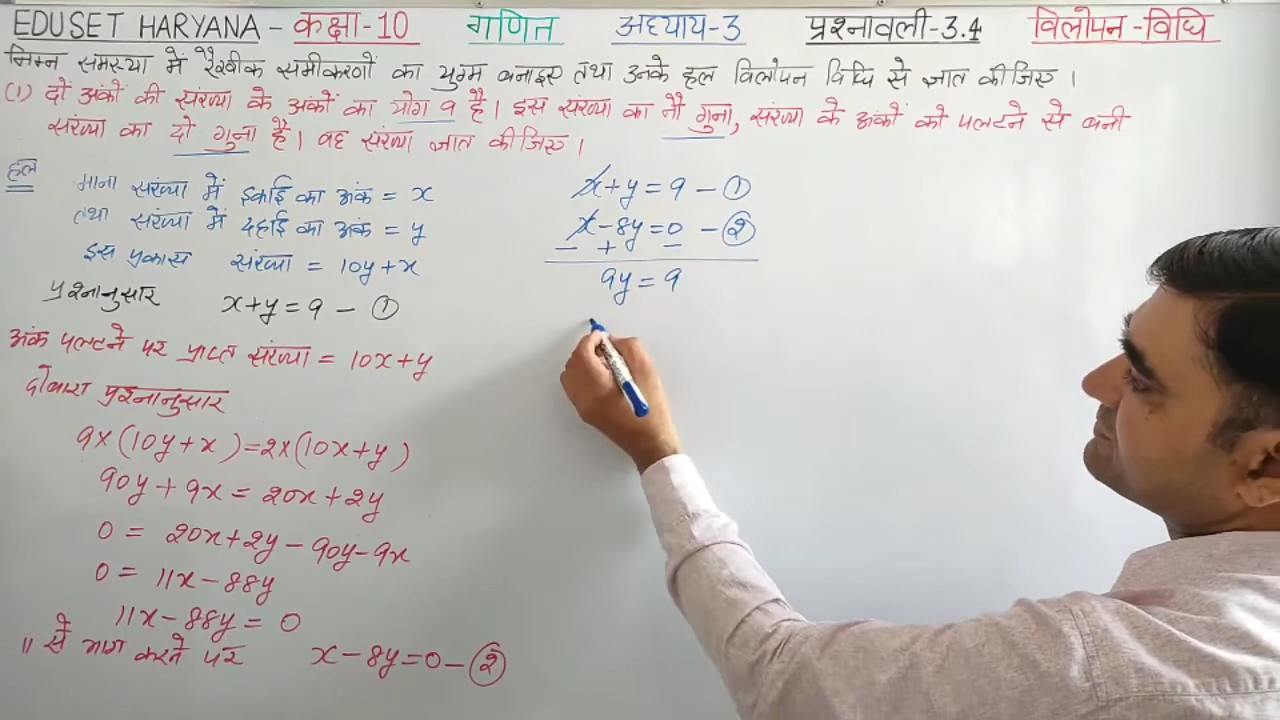 EDUSET HARYANA - कक्षा-10 गणित अध्याय-3 प्रश्नावली-3.4 विलोपन-विधि
निम्न समस्या में रैखीक समीकरणों का युग्म बनाइए तथा उनके हल विलोपन विधि से ज्ञात कीजिए।
(1) दो अंकों की संख्या के अंकों का योग 9 है। इस संख्या का नौ गुना, संख्या के अंकों को पलटने से बनी
संख्या का दो गुना है। वह संख्या ज्ञात कीजिए।
हल
माना संख्या में इकाई का अंक = x
तथा संख्या में दहाई का अंक = y
इस प्रकार संख्या = 10y+x
प्रश्नानुसार x+y=9 - ①
अंक पलटने पर प्राप्त संख्या = 10x+y
दोबारा प्रश्नानुसार
9×(10y+x)=2×(10x+y)
90y+9x=20x+2y
0 = 20x+2y-90y-9x
0 = 11x-88y
11x-88y=0
11 से भाग करने पर x-8y=0-②
x+y=9-①
x-8y=0-②
- + -
9y=9